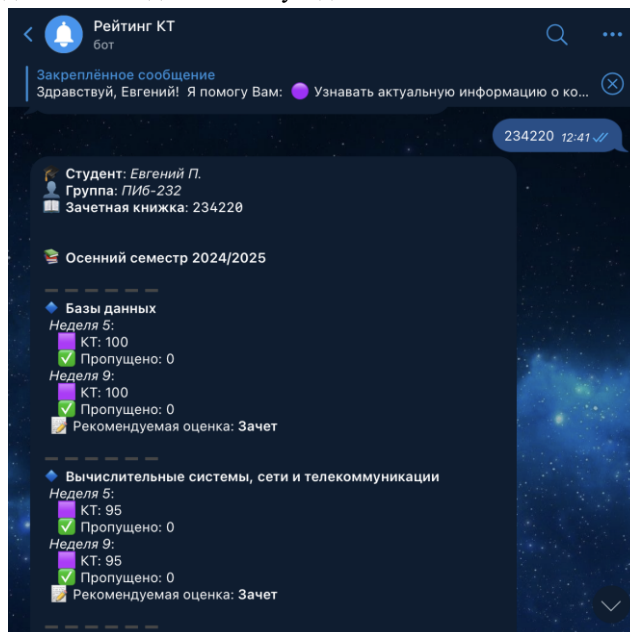 Рейтинг КТ
бот
Закреплённое сообщение
Здравствуй, Евгений! Я помогу Вам: 🟣 Узнавать актуальную информацию о ко...
234220 12:41
🎓 Студент: Евгений П.
👤 Группа: ПИб-232
📖 Зачетная книжка: 234220
📚 Осенний семестр 2024/2025
— — — — — —
🔹 Базы данных
Неделя 5:
🟪 КТ: 100
✅ Пропущено: 0
Неделя 9:
🟪 КТ: 100
✅ Пропущено: 0
📝 Рекомендуемая оценка: Зачет
— — — — — —
🔹 Вычислительные системы, сети и телекоммуникации
Неделя 5:
🟪 КТ: 95
✅ Пропущено: 0
Неделя 9:
🟪 КТ: 95
✅ Пропущено: 0
📝 Рекомендуемая оценка: Зачет
— — — — — —